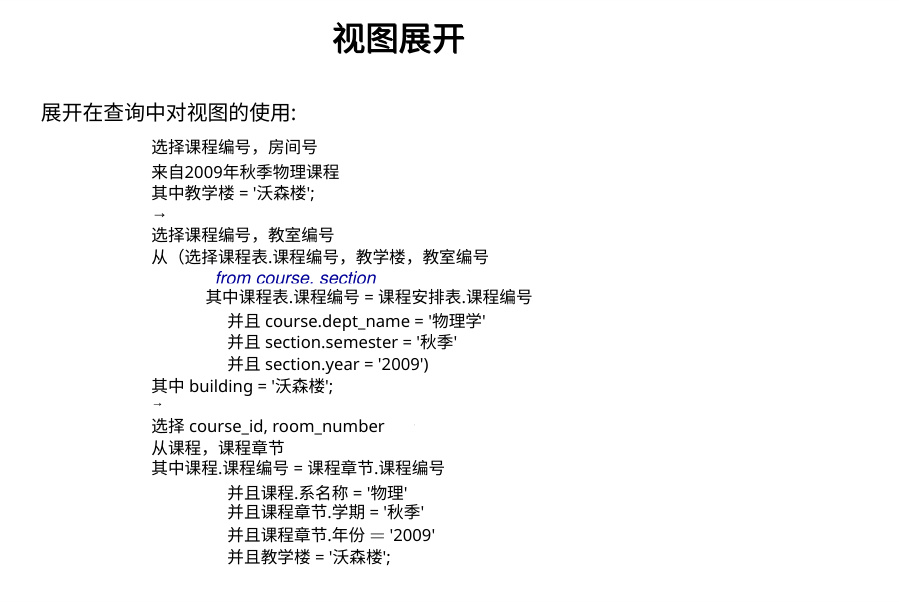 视图展开
展开在查询中对视图的使用:
选择课程编号，房间号
来自2009年秋季物理课程
其中教学楼 = '沃森楼';
→
选择课程编号，教室编号
从（选择课程表.课程编号，教学楼，教室编号
from course, section
其中课程表.课程编号 = 课程安排表.课程编号
并且 course.dept_name = '物理学'
并且 section.semester = '秋季'
并且 section.year = '2009')
其中 building = '沃森楼';
→
选择 course_id, room_number
从课程，课程章节
其中课程.课程编号 = 课程章节.课程编号
并且课程.系名称 = '物理'
并且课程章节.学期 = '秋季'
并且课程章节.年份 ＝ '2009'
并且教学楼 = '沃森楼';